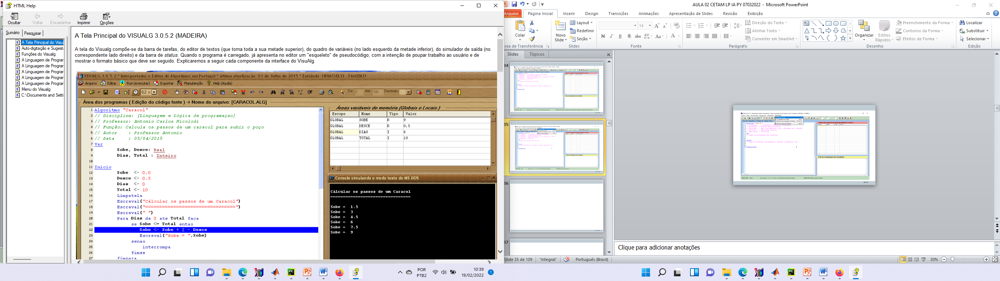 HTML Help
Ocultar
Voltar
Encaminhar
Imprimir
Opções
Sumário
Pesquisar
A Tela Principal do Visu
Auto-digitação e Sugest
Funções do Visualg
A Linguagem de Progran
A Linguagem de Progran
A Linguagem de Progran
A Linguagem de Progran
A Linguagem de Progran
Menu do Visualg
C:\Documents and Setti
A Tela Principal do VISUALG 3.0.5.2 (MADEIRA)
A tela do Visualg compõe-se da barra de tarefas, do editor de textos (que toma toda a sua metade superior), do quadro de variáveis (no lado esquerdo da metade inferior), do simulador de saída (no
correspondente lado direito) e da barra de status. Quando o programa é carregado, já apresenta no editor um "esqueleto" de pseudocódigo, com a intenção de poupar trabalho ao usuário e de
mostrar o formato básico que deve ser seguido. Explicaremos a seguir cada componente da interface do VisuAlg.
VISUALG 3.0.5.2 * Interpretador e Editor de Algoritmos em Portugol * última atualização: 03 de Julho de 2015 * Entidade: UNIASSELVI - FAMEBLU
Arquivo Editar Run (executar) Exportar Manutenção Help (Ajuda)
0,2 s De: 0 Até: 100 Decimais:
Área dos programas ( Edição do código fonte ) -> Nome do arquivo: [CARACOL.ALG]
1 Algoritmo "Caracol"
2 // Disciplina: [Linguagem e Lógica de programaçao]
3 // Professor: Antonio Carlos Nicolodi
4 // Função: Calcula os passos de um caracol para subir o poço
5 // Autor : Professor Antonio
6 // Data : 05/04/2015
7 Var
8 Sobe, Desce: Real
9 Dias, Total : Inteiro
10
11 Inicio
12 Sobe <- 0.0
13 Desce <- 0.5
14 Dias <- 0
15 Total <- 10
16 Limpatela
17 Escreval("Cálcular os passos de um Caracol")
18 Escreval("================================")
19 Escreval(" ")
20 Para Dias de 0 ate Total faca
21 se Sobe <= Total entao
22 Sobe <- Sobe + 2 - Desce
23 Escreval("Sobe = ",Sobe)
24 senao
25 interrompa
26 fimse
27 fimpara
Áreas variáveis de memória (Globais e Locais )
Escopo Nome Tipo Valor
GLOBAL SOBE R 9
GLOBAL DESCE R 0.5
GLOBAL DIAS I 6
GLOBAL TOTAL I 10
Console simulando o modo texto do MS-DOS
Cálcular os passos de um Caracol
================================
Sobe = 1.5
Sobe = 3
Sobe = 4.5
Sobe = 6
Sobe = 7.5
Sobe = 9
AULA 02 CETAM LP IA PY 07032022 - Microsoft PowerPoint
Arquivo
Página Inicial
Inserir
Design
Transições
Animações
Apresentação de Slides
Revisão
Exibição
Colar
Área de Transferência
Novo
Slide
Layout
Redefinir
Seção
Slides
14
Fonte
Direção do Texto
Alinhar Texto
Converter em SmartArt
Parágrafo
Organizar
Estilos
Rápidos
Preenchimento da Forma
Contorno da Forma
Efeitos de Forma
Desenho
Localizar
Substituir
Selecionar
Edição
Slides
Tópicos
34
35
36
37
Clique para adicionar anotações
Slide 35 de 109
"Integral"
Português (Brasil)
30%
POR
PTB2
10:39
19/02/2022
1